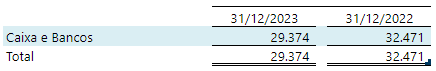 31/12/2023 31/12/2022
Caixa e Bancos 29.374 32.471
Total 29.374 32.471